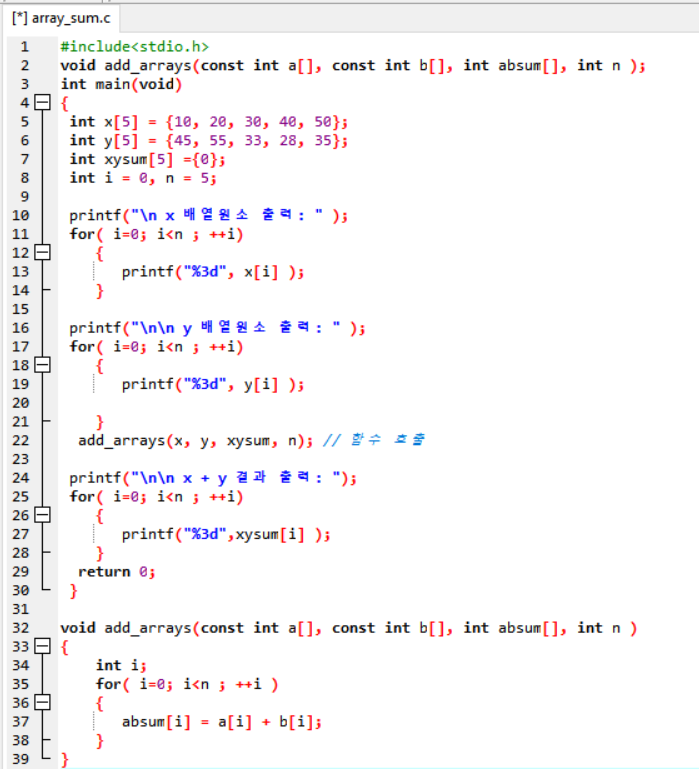 [*] array_sum.c
1 #include<stdio.h>
2 void add_arrays(const int a[], const int b[], int absum[], int n );
3 int main(void)
4 {
5 int x[5] = {10, 20, 30, 40, 50};
6 int y[5] = {45, 55, 33, 28, 35};
7 int xysum[5] ={0};
8 int i = 0, n = 5;
9
10 printf("\n x 배열원소 출력: " );
11 for( i=0; i<n ; ++i)
12 {
13 printf("%3d", x[i] );
14 }
15
16 printf("\n\n y 배열원소 출력: " );
17 for( i=0; i<n ; ++i)
18 {
19 printf("%3d", y[i] );
20
21 }
22 add_arrays(x, y, xysum, n); // 함수 호출
23
24 printf("\n\n x + y 결과 출력: ");
25 for( i=0; i<n ; ++i)
26 {
27 printf("%3d",xysum[i] );
28 }
29 return 0;
30 }
31
32 void add_arrays(const int a[], const int b[], int absum[], int n )
33 {
34 int i;
35 for( i=0; i<n ; ++i )
36 {
37 absum[i] = a[i] + b[i];
38 }
39 }